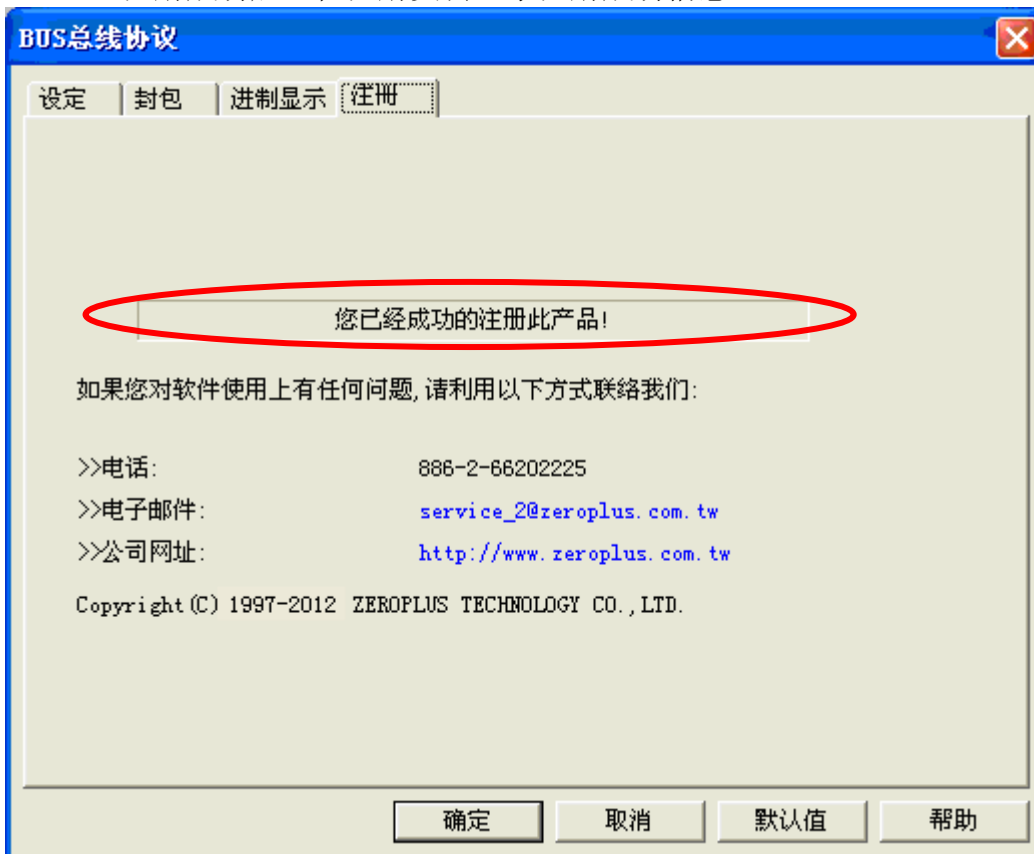 BUS总线协议
设定 封包 进制显示 注册
您已经成功的注册此产品!
如果您对软件使用上有任何问题,请利用以下方式联络我们:
>>电话: 886-2-66202225
>>电子邮件: service_2@zeroplus.com.tw
>>公司网址: http://www.zeroplus.com.tw
Copyright(C) 1997-2012 ZEROPLUS TECHNOLOGY CO.,LTD.
确定 取消 默认值 帮助